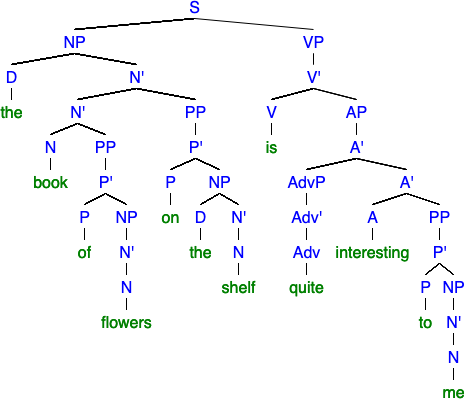 S
NP VP
D N' V'
the N' PP V AP
N PP P' is A'
book P' P NP AdvP A'
P NP on D N' Adv' A PP
of N' the N Adv interesting P'
N shelf quite P NP
flowers to N'
N
me